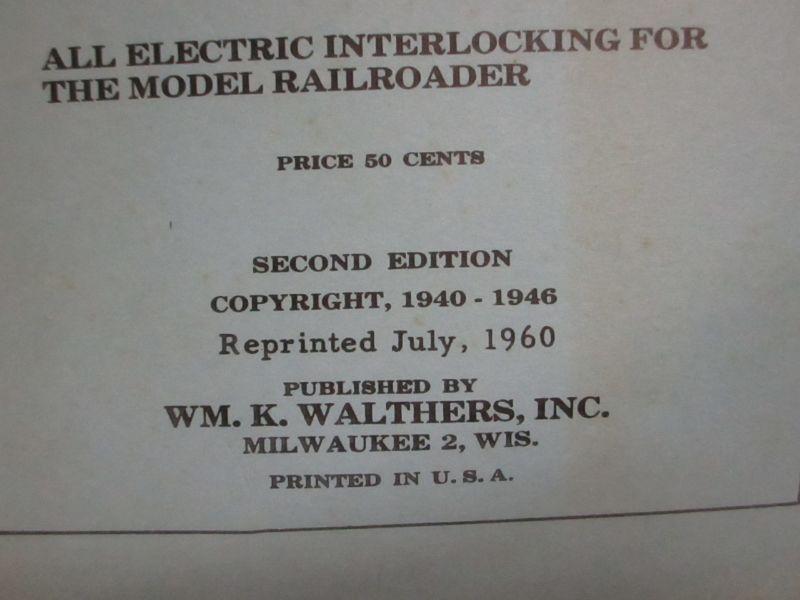 ALL ELECTRIC INTERLOCKING FOR
THE MODEL RAILROADER
PRICE 50 CENTS
SECOND EDITION
COPYRIGHT, 1940 - 1946
Reprinted July, 1960
PUBLISHED BY
WM. K. WALTHERS, INC.
MILWAUKEE 2, WIS.
PRINTED IN U. S. A.